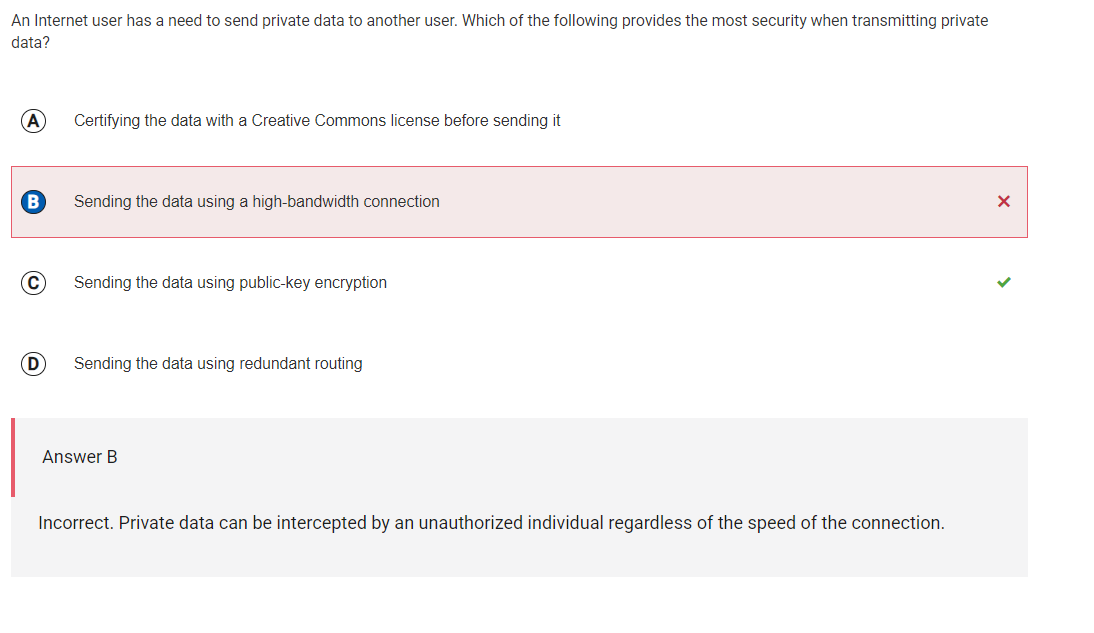 An Internet user has a need to send private data to another user. Which of the following provides the most security when transmitting private
data?
A Certifying the data with a Creative Commons license before sending it
B Sending the data using a high-bandwidth connection
C Sending the data using public-key encryption
D Sending the data using redundant routing
Answer B
Incorrect. Private data can be intercepted by an unauthorized individual regardless of the speed of the connection.